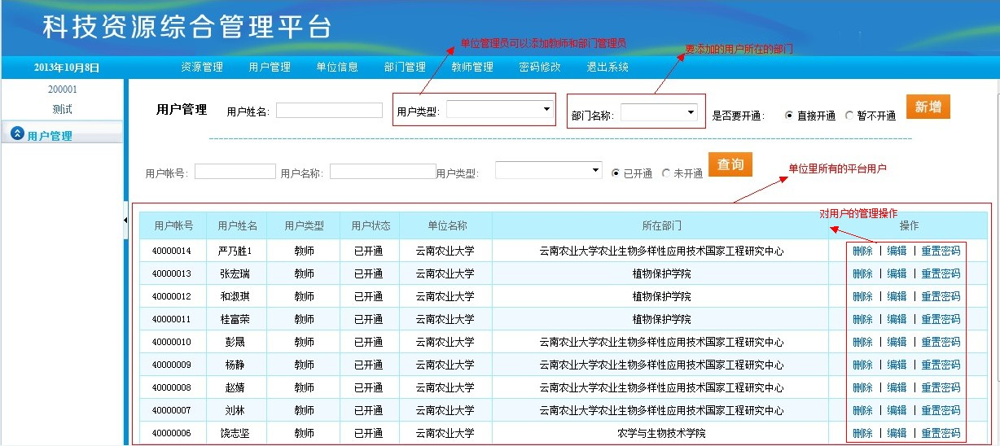 科技资源综合管理平台
单位管理员可以添加教师和部门管理员
要添加的用户所在的部门
2013年10月8日 资源管理 用户管理 单位信息 部门管理 教师管理 密码修改 退出系统
200001
测试
用户管理
用户管理 用户姓名： 用户类型： 部门名称： 是否要开通： 直接开通 暂不开通 新增
用户帐号： 用户名称： 用户类型： 已开通 未开通 查询
单位里所有的平台用户
对用户的管理操作
用户帐号 用户姓名 用户类型 用户状态 单位名称 所在部门 操作
40000014 严乃胜1 教师 已开通 云南农业大学 云南农业大学农业生物多样性应用技术国家工程研究中心 删除 | 编辑 | 重置密码
40000013 张宏瑞 教师 已开通 云南农业大学 植物保护学院 删除 | 编辑 | 重置密码
40000012 和淑琪 教师 已开通 云南农业大学 植物保护学院 删除 | 编辑 | 重置密码
40000011 桂富荣 教师 已开通 云南农业大学 植物保护学院 删除 | 编辑 | 重置密码
40000010 彭晟 教师 已开通 云南农业大学 云南农业大学农业生物多样性应用技术国家工程研究中心 删除 | 编辑 | 重置密码
40000009 杨静 教师 已开通 云南农业大学 云南农业大学农业生物多样性应用技术国家工程研究中心 删除 | 编辑 | 重置密码
40000008 赵婧 教师 已开通 云南农业大学 云南农业大学农业生物多样性应用技术国家工程研究中心 删除 | 编辑 | 重置密码
40000007 刘林 教师 已开通 云南农业大学 云南农业大学农业生物多样性应用技术国家工程研究中心 删除 | 编辑 | 重置密码
40000006 饶志坚 教师 已开通 云南农业大学 农学与生物技术学院 删除 | 编辑 | 重置密码